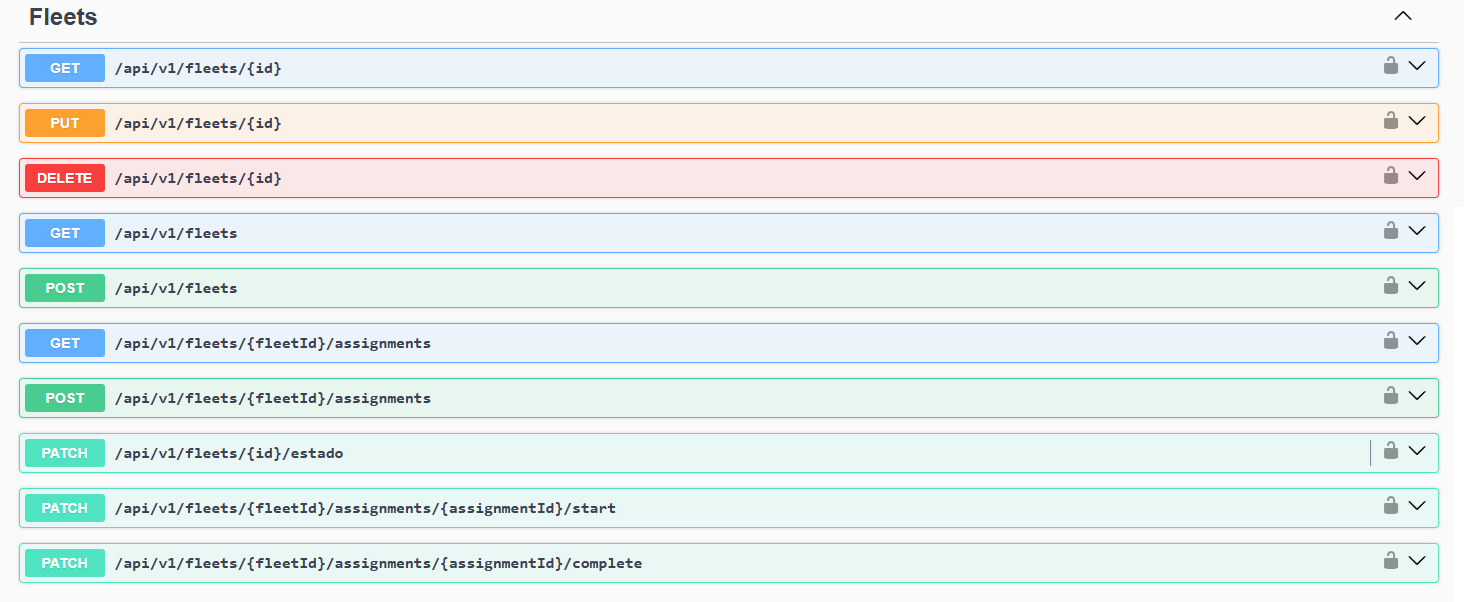 Fleets
GET /api/v1/fleets/{id}
PUT /api/v1/fleets/{id}
DELETE /api/v1/fleets/{id}
GET /api/v1/fleets
POST /api/v1/fleets
GET /api/v1/fleets/{fleetId}/assignments
POST /api/v1/fleets/{fleetId}/assignments
PATCH /api/v1/fleets/{id}/estado
PATCH /api/v1/fleets/{fleetId}/assignments/{assignmentId}/start
PATCH /api/v1/fleets/{fleetId}/assignments/{assignmentId}/complete